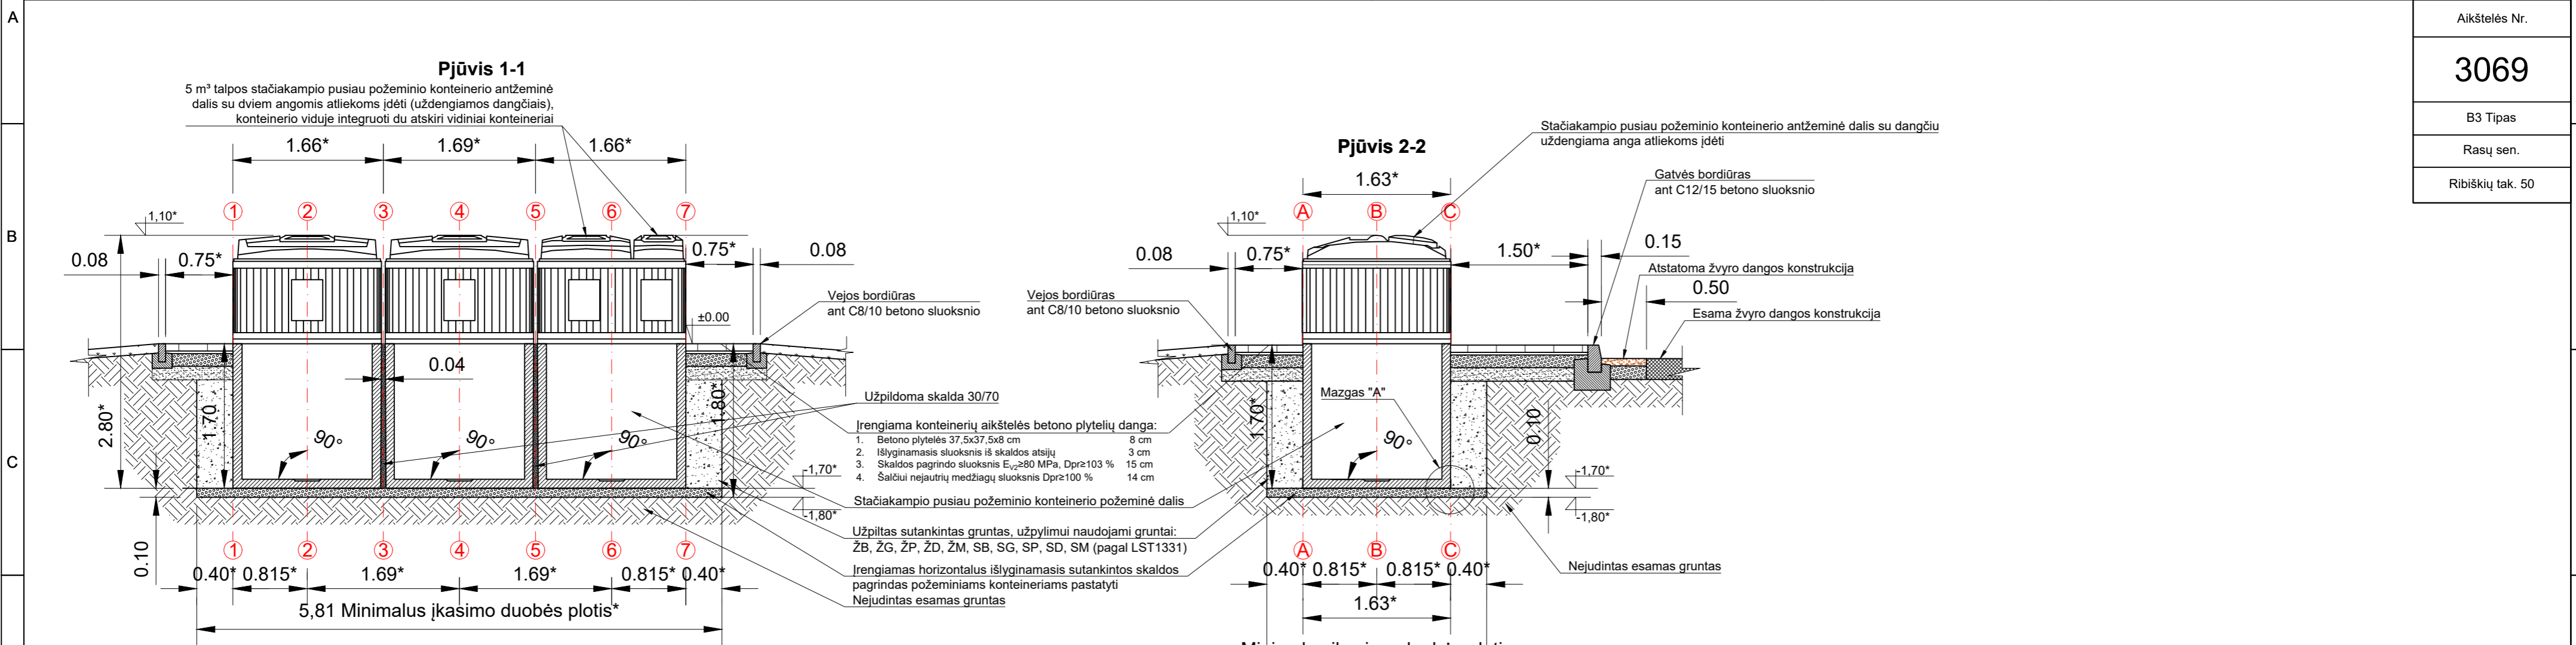 A
B
C
Aikštelės Nr.
3069
B3 Tipas
Rasų sen.
Ribiškių tak. 50
Pjūvis 1-1
5 m³ talpos stačiakampio pusiau požeminio konteinerio antžeminė
dalis su dviem angomis atliekoms įdėti (uždengiamos dangčiais),
konteinerio viduje integruoti du atskiri vidiniai konteineriai
1.66* 1.69* 1.66*
1 2 3 4 5 6 7
1,10*
0.08 0.75* 0.75* 0.08
±0.00
Vejos bordiūras
ant C8/10 betono sluoksnio
0.04
2.80*
1.70
1.80*
90° 90° 90°
-1,70*
-1,80*
0.10
1 2 3 4 5 6 7
0.40* 0.815* 1.69* 1.69* 0.815* 0.40*
5,81 Minimalus įkasimo duobės plotis*
Užpildoma skalda 30/70
Įrengiama konteinerių aikštelės betono plytelių danga:
1. Betono plytelės 37,5x37,5x8 cm 8 cm
2. Išlyginamasis sluoksnis iš skaldos atsijų 3 cm
3. Skaldos pagrindo sluoksnis EV2≥80 MPa, Dpr≥103 % 15 cm
4. Šalčiui nejautrių medžiagų sluoksnis Dpr≥100 % 14 cm
Stačiakampio pusiau požeminio konteinerio požeminė dalis
Užpiltas sutankintas gruntas, užpylimui naudojami gruntai:
ŽB, ŽG, ŽP, ŽD, ŽM, SB, SG, SP, SD, SM (pagal LST1331)
Įrengiamas horizontalus išlyginamasis sutankintos skaldos
pagrindas požeminiams konteineriams pastatyti
Nejudintas esamas gruntas
Pjūvis 2-2
Stačiakampio pusiau požeminio konteinerio antžeminė dalis su dangčiu
uždengiama anga atliekoms įdėti
1.63*
Gatvės bordiūras
ant C12/15 betono sluoksnio
A B C
1,10*
0.08 0.75* 1.50* 0.15
Atstatoma žvyro dangos konstrukcija
0.50
Esama žvyro dangos konstrukcija
Vejos bordiūras
ant C8/10 betono sluoksnio
Mazgas "A"
1.70*
90°
0.10
-1,70*
-1,80*
A B C
0.40* 0.815* 0.815* 0.40*
1.63*
Nejudintas esamas gruntas